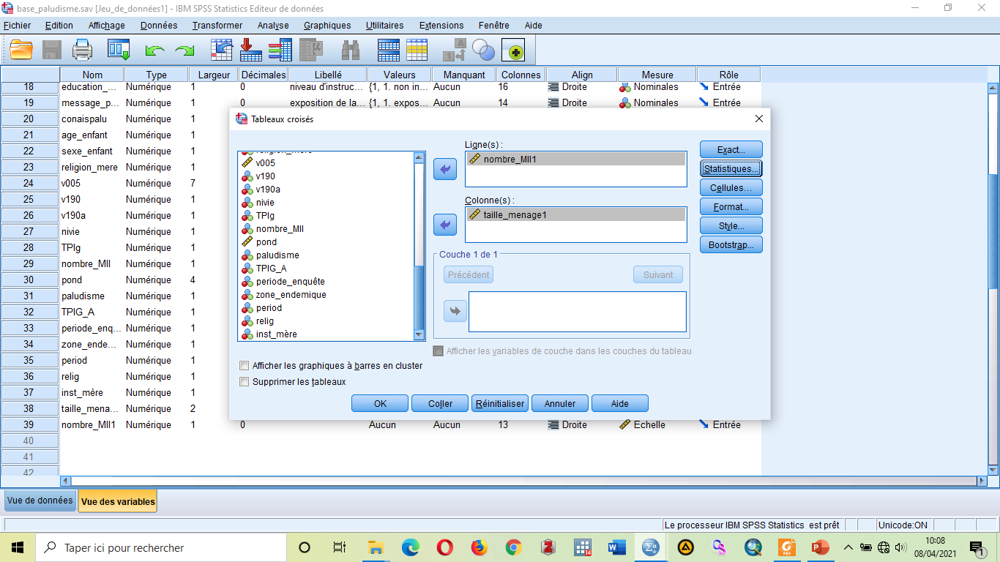 base_paludisme.sav [Jeu_de_données1] - IBM SPSS Statistics Editeur de données
Fichier Edition Affichage Données Transformer Analyse Graphiques Utilitaires Extensions Fenêtre Aide
Nom Type Largeur Décimales Libellé Valeurs Manquant Colonnes Align Mesure Rôle
18 education_... Numérique 1 0 niveau d'instruc... {1, 1. non in... Aucun 16 Droite Nominales Entrée
19 message_p... Numérique 1 0 exposition de la... {1, 1. expos... Aucun 14 Droite Nominales Entrée
20 conaispalu Numérique 1
21 age_enfant Numérique 1
22 sexe_enfant Numérique 1
23 religion_mere Numérique 1
24 v005 Numérique 7
25 v190 Numérique 1
26 v190a Numérique 1
27 nivie Numérique 1
28 TPIg Numérique 1
29 nombre_MII Numérique 1
30 pond Numérique 4
31 paludisme Numérique 1
32 TPIG_A Numérique 1
33 periode_enq... Numérique 1
34 zone_ende... Numérique 1
35 period Numérique 1
36 relig Numérique 1
37 inst_mère Numérique 1
38 taille_mena... Numérique 2
39 nombre_MII1 Numérique 1 0 Aucun Aucun 13 Droite Echelle Entrée
40
41
42
Tableaux croisés
religion_mere
v005
v190
v190a
nivie
TPIg
nombre_MII
pond
paludisme
TPIG_A
periode_enquête
zone_endemique
period
relig
inst_mère
Ligne(s) :
nombre_MII1
Colonne(s) :
taille_menage1
Couche 1 de 1
Précédent Suivant
Afficher les variables de couche dans les couches du tableau
Exact...
Statistiques...
Cellules...
Format...
Style...
Bootstrap...
Afficher les graphiques à barres en cluster
Supprimer les tableaux
OK Coller Réinitialiser Annuler Aide
Vue de données Vue des variables
Le processeur IBM SPSS Statistics est prêt Unicode:ON
Taper ici pour rechercher
10:08
08/04/2021
1